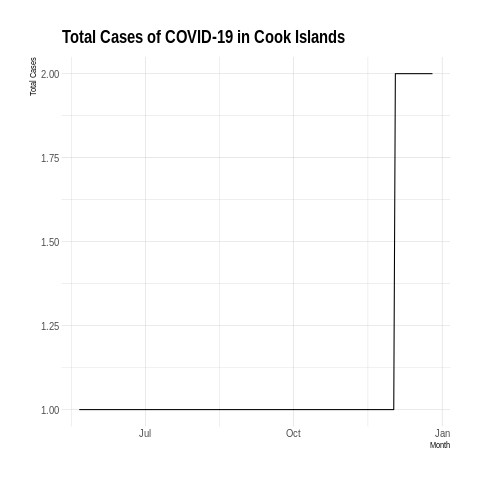 Total Cases of COVID-19 in Cook Islands
Total Cases
2.00
1.75
1.50
1.25
1.00
Jul
Oct
Jan
Month